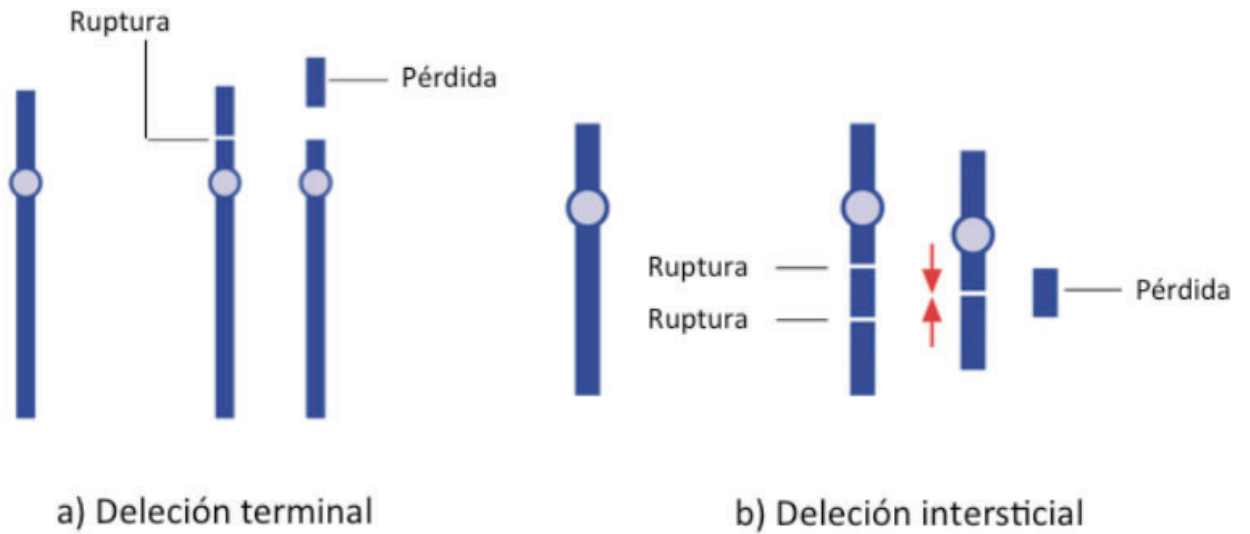 Ruptura
Pérdida
Ruptura
Ruptura
Pérdida
a) Deleción terminal
b) Deleción intersticial